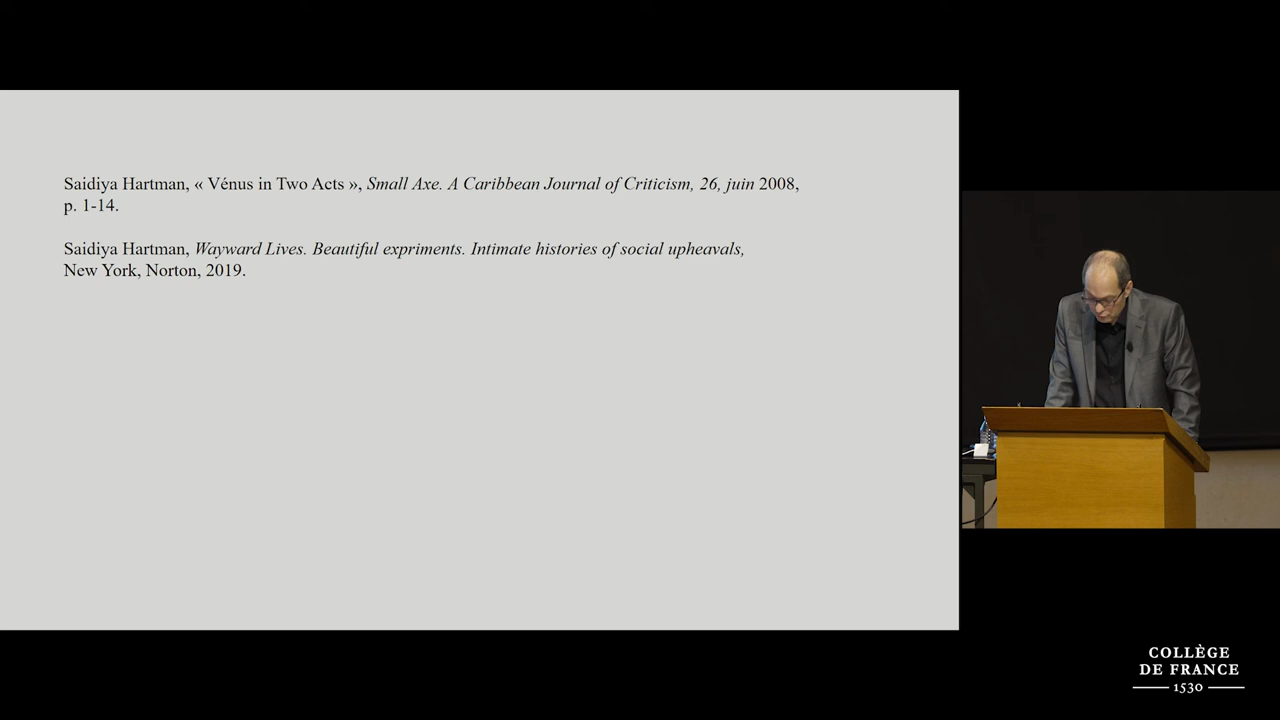 Saidiya Hartman, « Vénus in Two Acts », Small Axe. A Caribbean Journal of Criticism, 26, juin 2008,
p. 1-14.
Saidiya Hartman, Wayward Lives. Beautiful expriments. Intimate histories of social upheavals,
New York, Norton, 2019.
COLLÈGE
DE FRANCE
1530